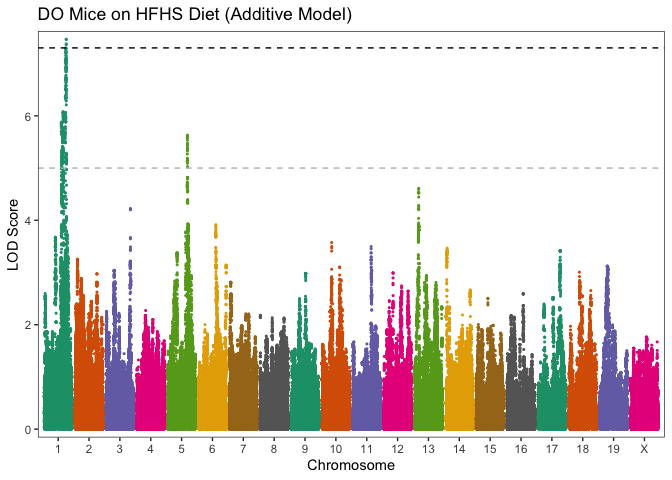 DO Mice on HFHS Diet (Additive Model)
LOD Score
6
4
2
0
1 2 3 4 5 6 7 8 9 10 11 12 13 14 15 16 17 18 19 X
Chromosome